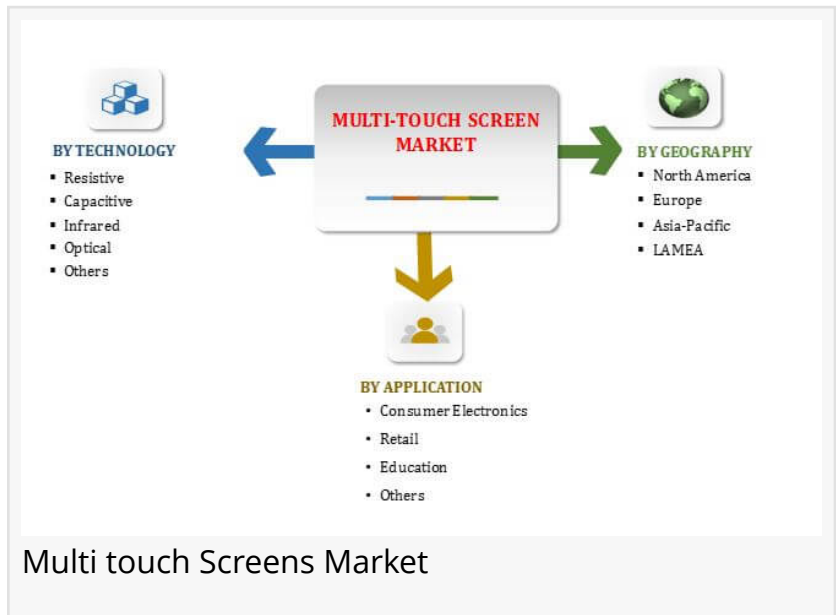 MULTI-TOUCH SCREEN
MARKET
BY TECHNOLOGY
▪ Resistive
▪ Capacitive
▪ Infrared
▪ Optical
▪ Others
BY GEOGRAPHY
▪ North America
▪ Europe
▪ Asia-Pacific
▪ LAMEA
BY APPLICATION
▪ Consumer Electronics
▪ Retail
▪ Education
▪ Others
Multi touch Screens Market